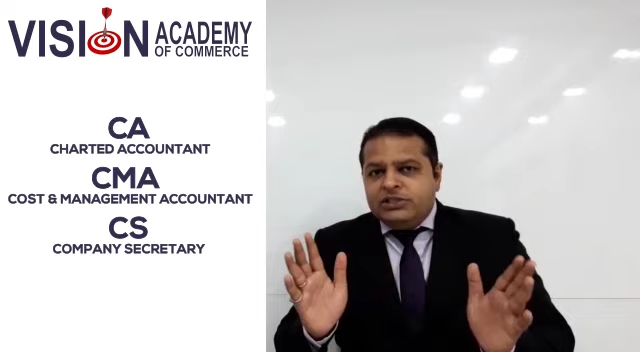 VISION ACADEMY
OF COMMERCE
CA
CHARTED ACCOUNTANT
CMA
COST & MANAGEMENT ACCOUNTANT
CS
COMPANY SECRETARY